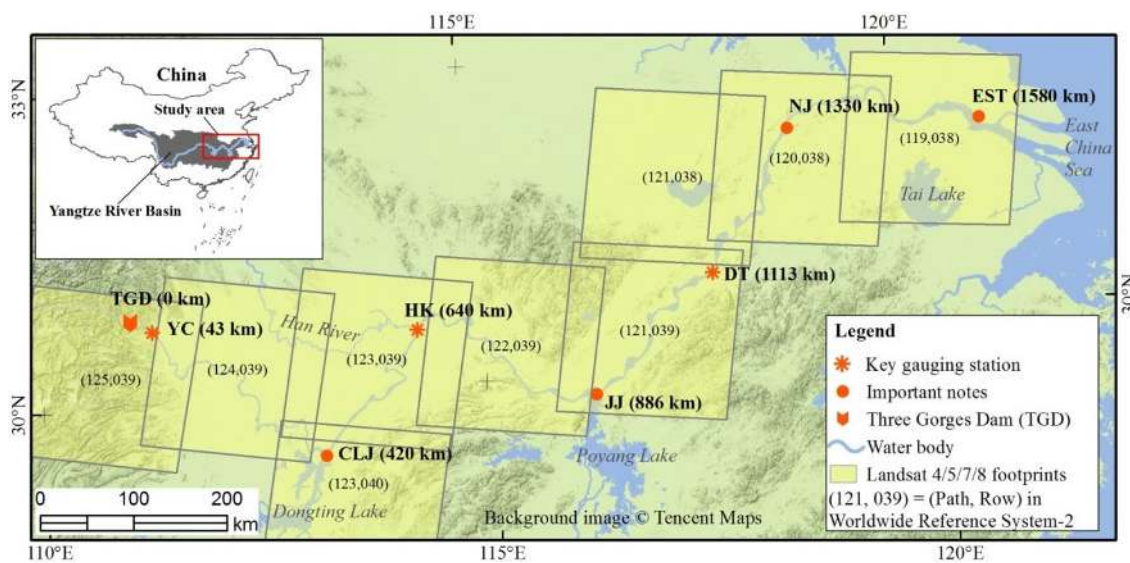 115°E
120°E
China
Study area
Yangtze River Basin
33°N
NJ (1330 km)
EST (1580 km)
(119,038)
East
China
Sea
(120,038)
(121,038)
Tai Lake
DT (1113 km)
30°N
TGD (0 km)
YC (43 km)
HK (640 km)
Han River
(123,039)
(122,039)
(121,039)
(125,039)
(124,039)
JJ (886 km)
30°N
CLJ (420 km)
Poyang Lake
(123,040)
Dongting Lake
0 100 200
km
Background image © Tencent Maps
Legend
Key gauging station
Important notes
Three Gorges Dam (TGD)
Water body
Landsat 4/5/7/8 footprints
(121, 039) = (Path, Row) in
Worldwide Reference System-2
110°E
115°E
120°E